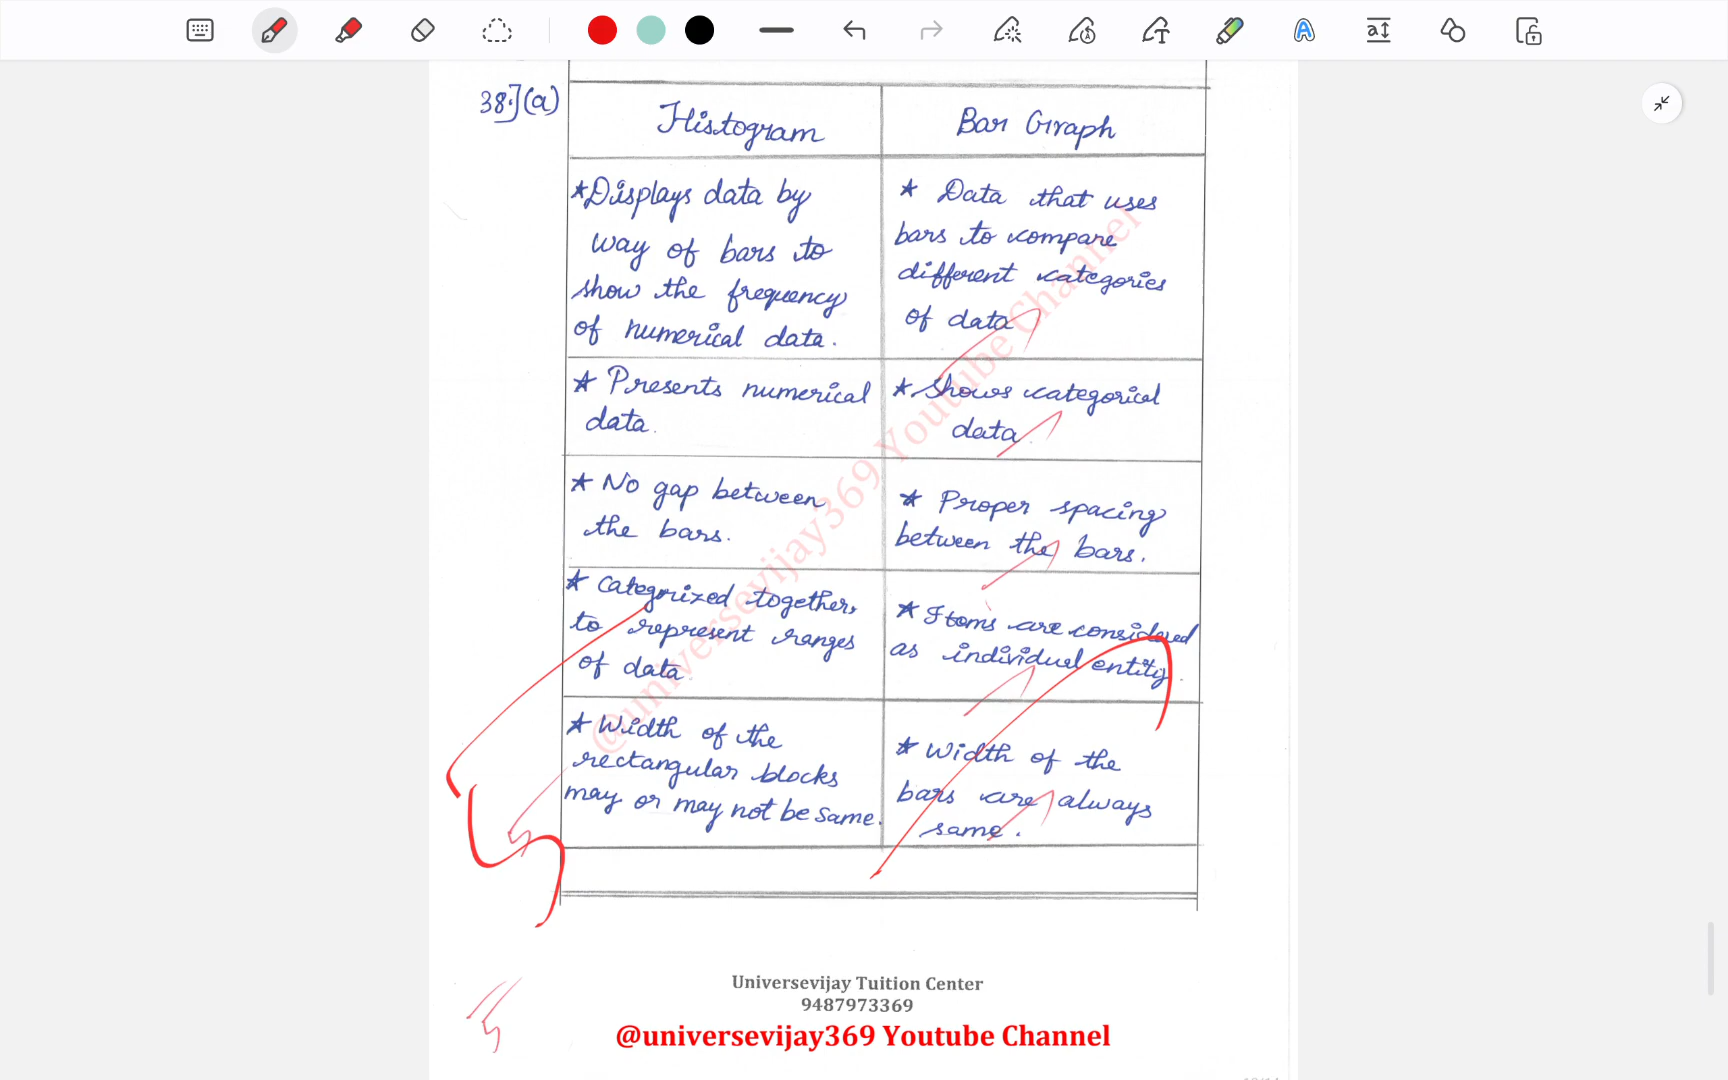 38.](a)
Histogram
Bar Graph
★Displays data by
way of bars to
show the frequency
of numerical data.
★ Data that uses
bars to compare
different categories
of data
★ Presents numerical
data.
★ Shows categorical
data.
★ No gap between
the bars.
★ Proper spacing
between the bars.
★ Categrized together,
to represent ranges
of data.
★ Items are considered
as individual entity.
★ Width of the
rectangular blocks
may or may not be same.
★ Width of the
bars are always
same.
@universevijay369 Youtube Channel
5
5
5
Universevijay Tuition Center
9487973369
@universevijay369 Youtube Channel